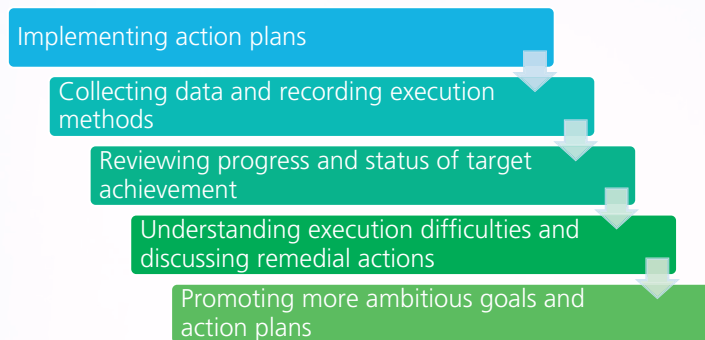 Implementing action plans
Collecting data and recording execution
methods
Reviewing progress and status of target
achievement
Understanding execution difficulties and
discussing remedial actions
Promoting more ambitious goals and
action plans